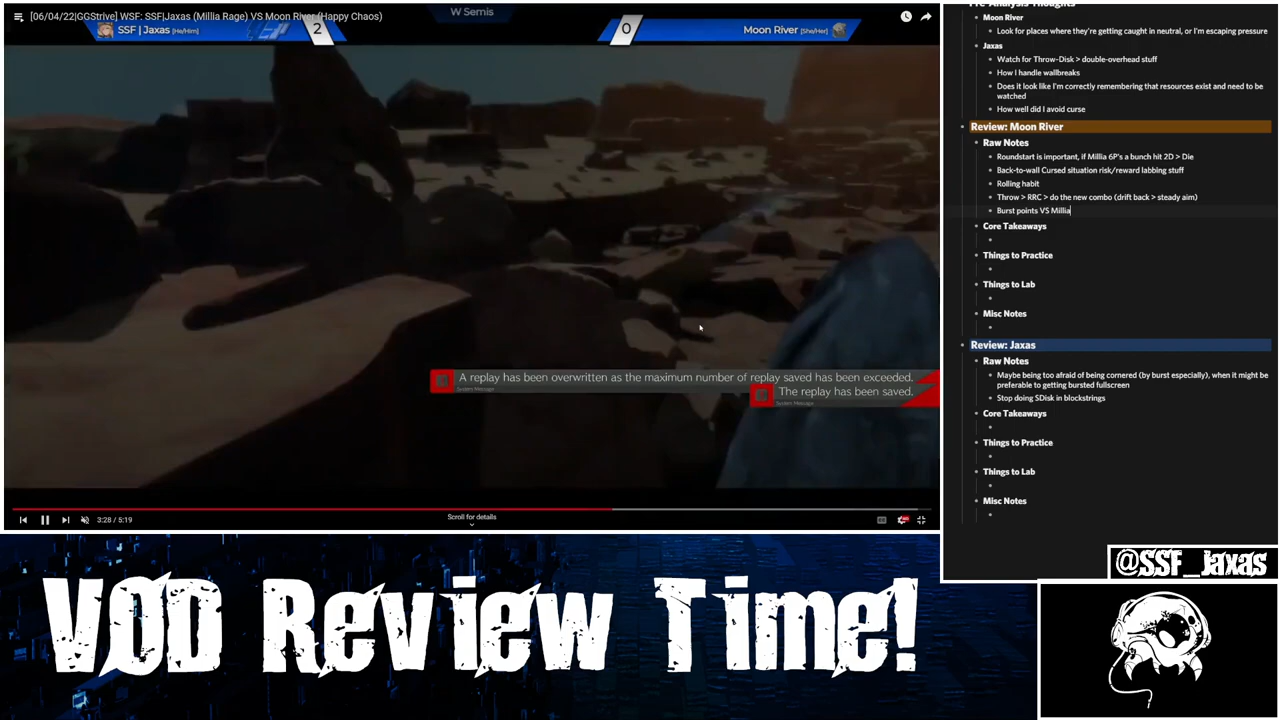 [06/04/22|GGStrive] WSF: SSF|Jaxas (Millia Rage) VS Moon River (Happy Chaos)
W Semis
SSF | Jaxas [He/Him]
2
0
Moon River [She/Her]
A replay has been overwritten as the maximum number of replay saved has been exceeded.
System Message
The replay has been saved.
System Message
3:28 / 5:19
Scroll for details
Pre-Analysis Thoughts
Moon River
Look for places where they're getting caught in neutral, or I'm escaping pressure
Jaxas
Watch for Throw-Disk > double-overhead stuff
How I handle wallbreaks
Does it look like I'm correctly remembering that resources exist and need to be
watched
How well did I avoid curse
Review: Moon River
Raw Notes
Roundstart is important, if Millia 6P's a bunch hit 2D > Die
Back-to-wall Cursed situation risk/reward labbing stuff
Rolling habit
Throw > RRC > do the new combo (drift back > steady aim)
Burst points VS Millia
Core Takeaways
Things to Practice
Things to Lab
Misc Notes
Review: Jaxas
Raw Notes
Maybe being too afraid of being cornered (by burst especially), when it might be
preferable to getting bursted fullscreen
Stop doing SDisk in blockstrings
Core Takeaways
Things to Practice
Things to Lab
Misc Notes
@SSF_Jaxas
VOD Review Time!